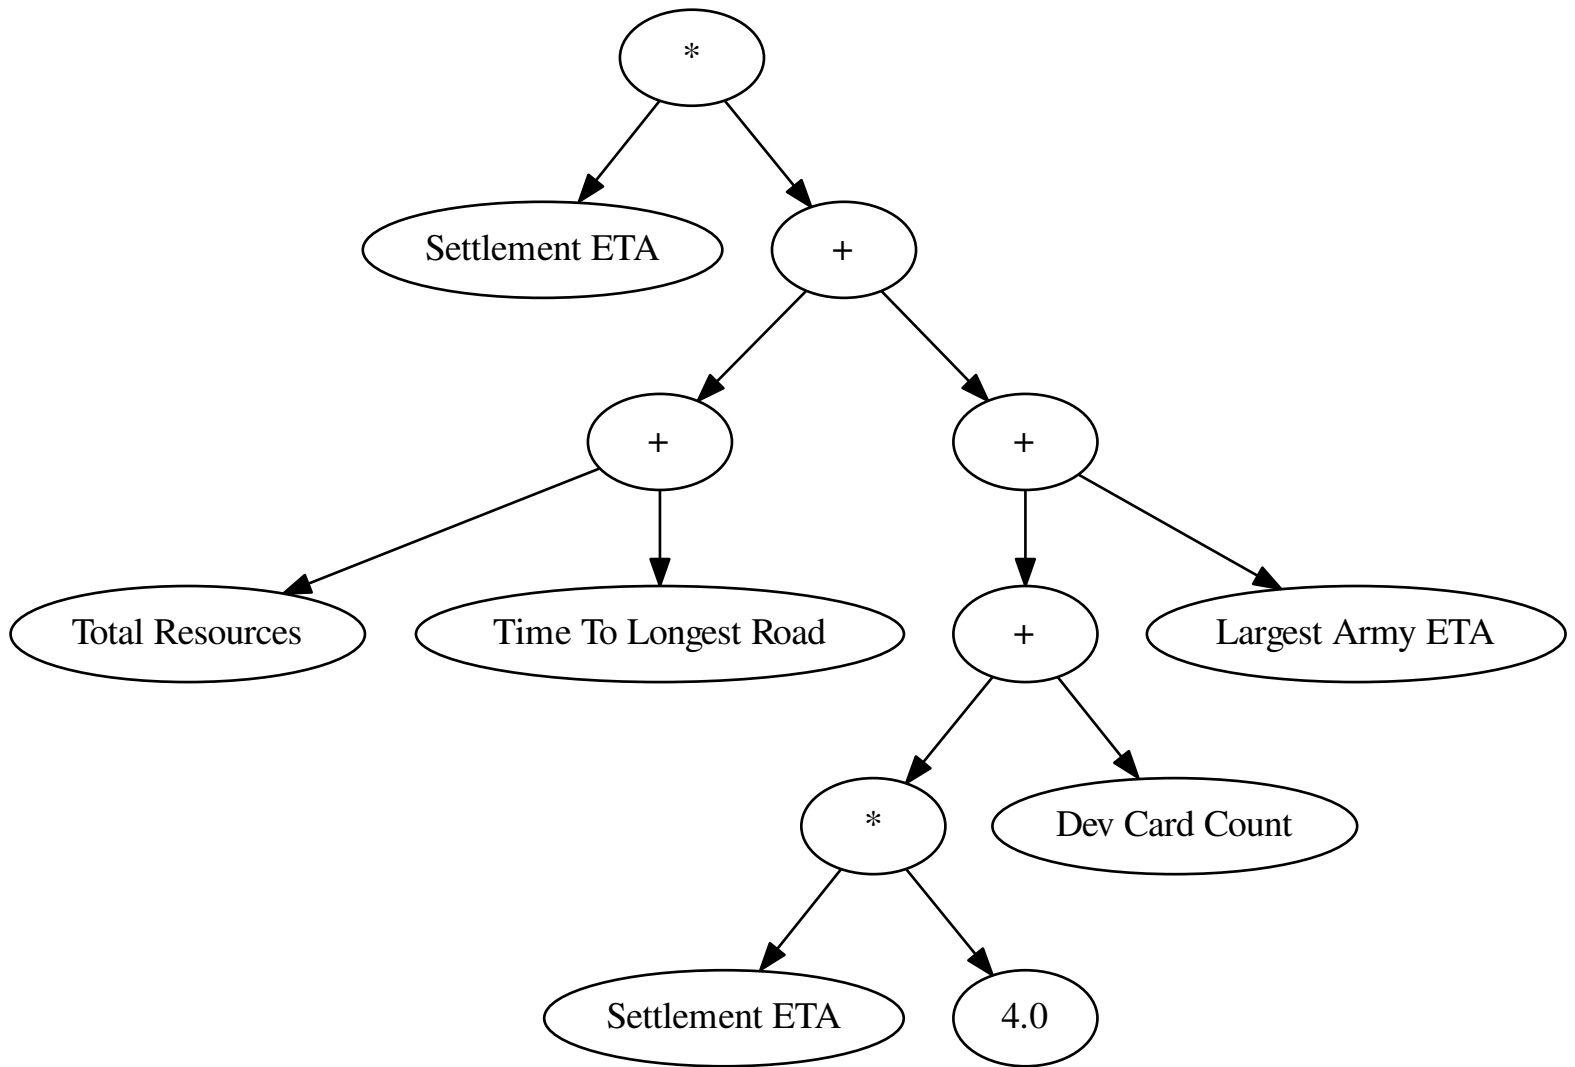 *
Settlement ETA
+
+
+
Total Resources
Time To Longest Road
+
Largest Army ETA
*
Dev Card Count
Settlement ETA
4.0